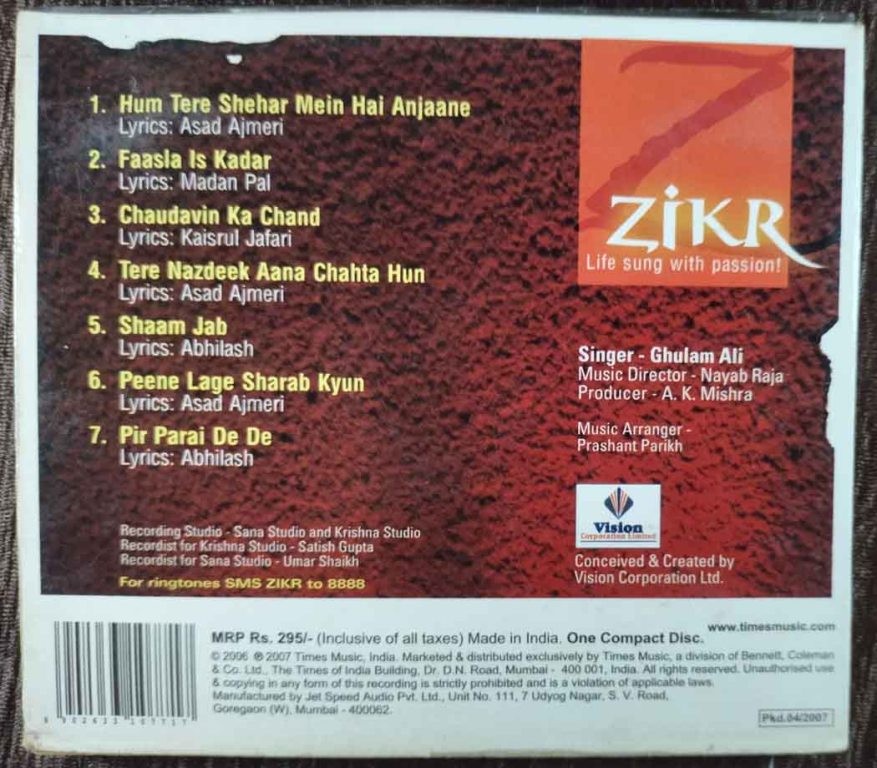 1. Hum Tere Shehar Mein Hai Anjaane
Lyrics: Asad Ajmeri
2. Faasla Is Kadar
Lyrics: Madan Pal
3. Chaudavin Ka Chand
Lyrics: Kaisrul Jafari
4. Tere Nazdeek Aana Chahta Hun
Lyrics: Asad Ajmeri
5. Shaam Jab
Lyrics: Abhilash
6. Peene Lage Sharab Kyun
Lyrics: Asad Ajmeri
7. Pir Parai De De
Lyrics: Abhilash
Recording Studio - Sana Studio and Krishna Studio
Recordist for Krishna Studio - Satish Gupta
Recordist for Sana Studio - Umar Shaikh
For ringtones SMS ZIKR to 8888
ZiKR
Life sung with passion!
Singer - Ghulam Ali
Music Director - Nayab Raja
Producer - A. K. Mishra
Music Arranger -
Prashant Parikh
Vision
Corporation Limited
Conceived & Created by
Vision Corporation Ltd.
www.timesmusic.com
MRP Rs. 295/- (Inclusive of all taxes) Made in India. One Compact Disc.
© 2006 ℗ 2007 Times Music, India. Marketed & distributed exclusively by Times Music, a division of Bennett, Coleman
& Co. Ltd., The Times of India Building, Dr. D.N. Road, Mumbai - 400 001, India. All rights reserved. Unauthorised use
& copying in any form of this recording is strictly prohibited and is a violation of applicable laws.
Manufactured by Jet Speed Audio Pvt. Ltd., Unit No. 111, 7 Udyog Nagar, S. V. Road,
Goregaon (W), Mumbai - 400062.
Pkd.04/2007